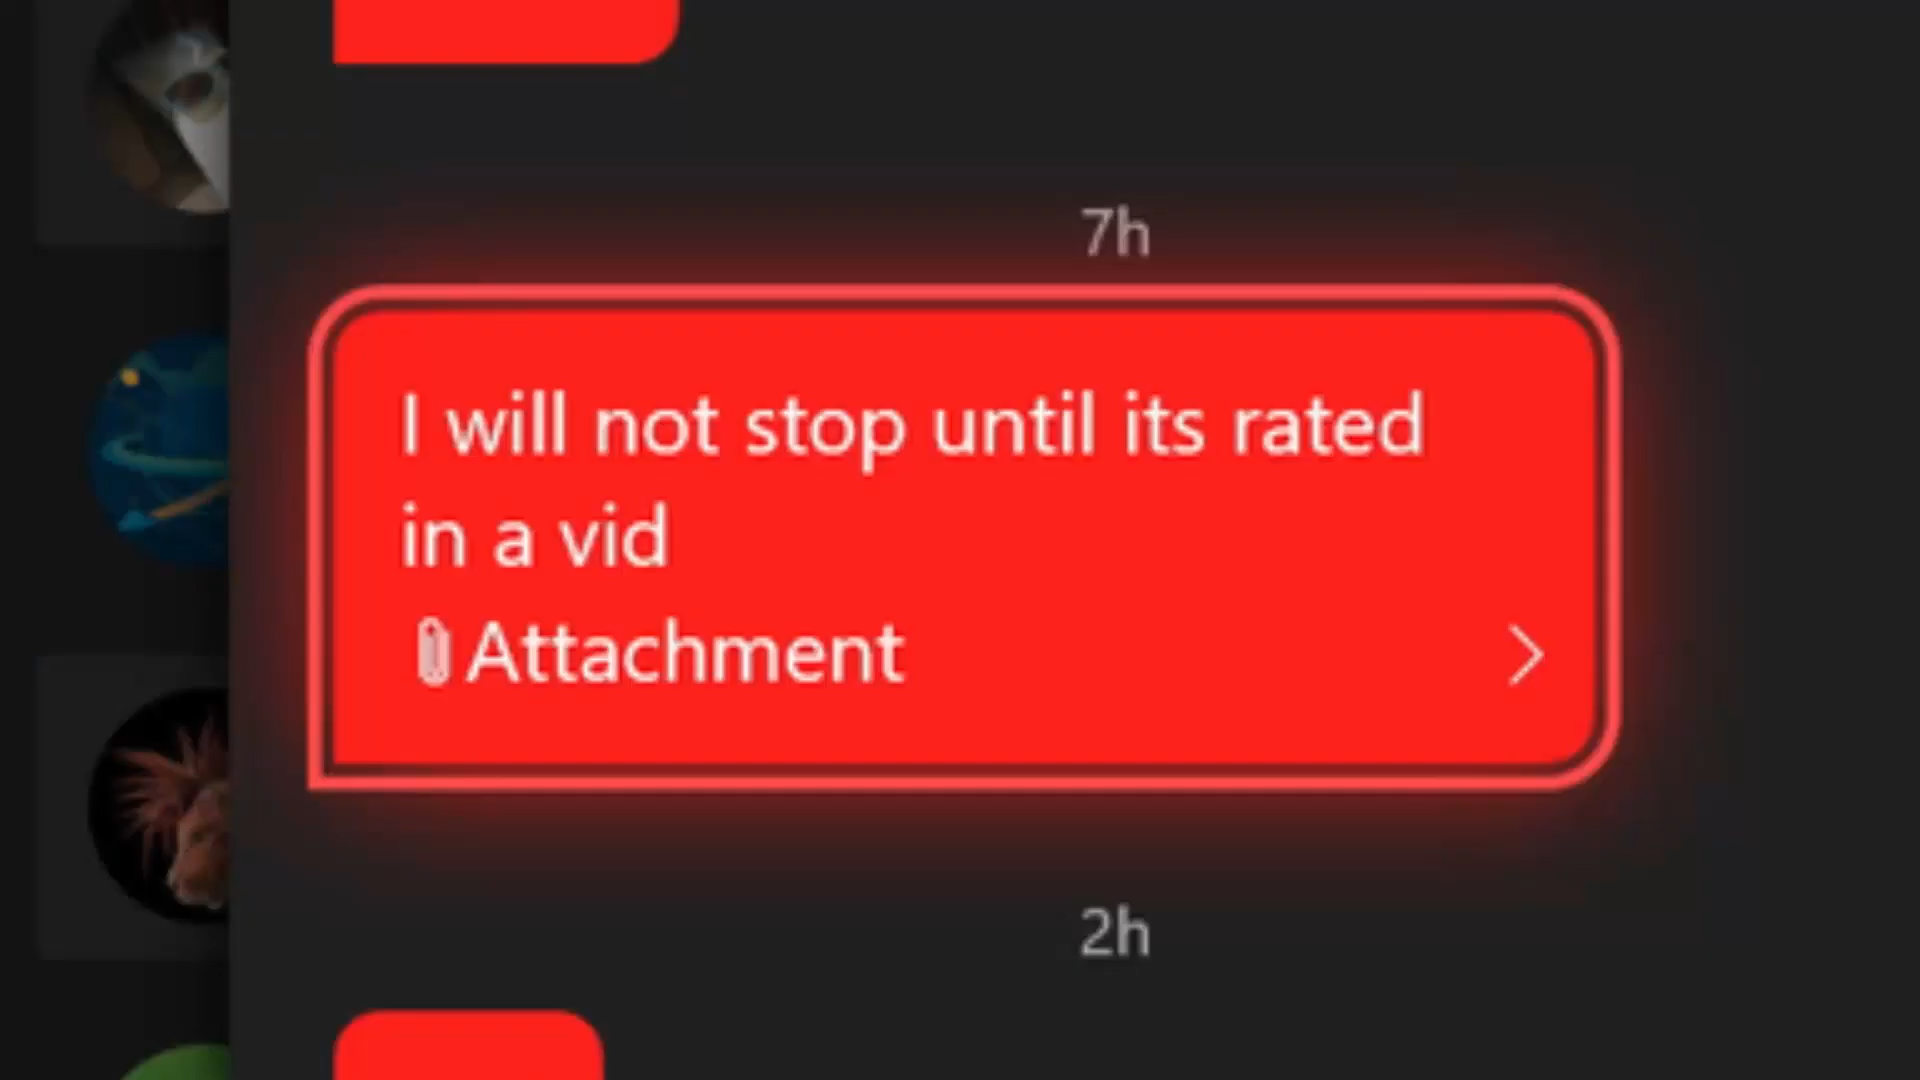 7h
I will not stop until its rated
in a vid
Attachment
2h